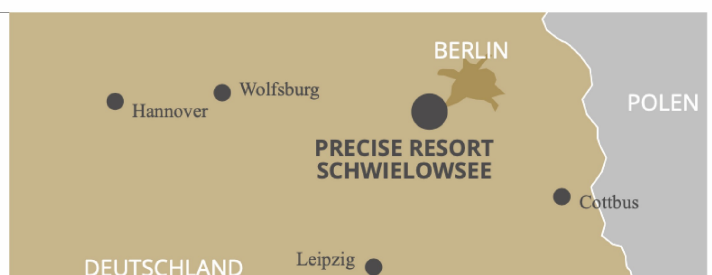 BERLIN
Wolfsburg
Hannover
POLEN
PRECISE RESORT
SCHWIELOWSEE
Cottbus
Leipzig
DEUTSCHLAND